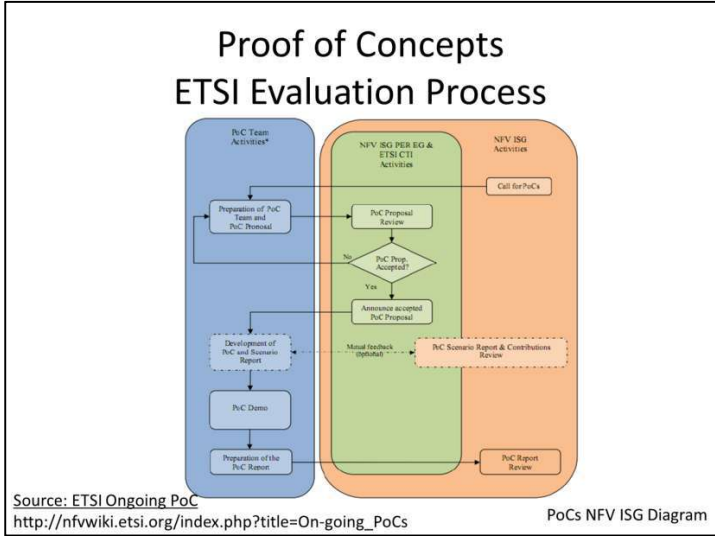 Proof of Concepts
ETSI Evaluation Process
PoC Team
Activities*
NFV ISG PER EG &
ETSI CTI
Activities
NFV ISG
Activities
Call for PoCs
Preparation of PoC
Team and
PoC Proposal
PoC Proposal
Review
No
PoC Prop.
Accepted?
Yes
Announce accepted
PoC Proposal
Development of
PoC and Scenario
Report
Mutual feedback
(optional)
PoC Scenario Report & Contributions
Review
PoC Demo
Preparation of the
PoC Report
PoC Report
Review
Source: ETSI Ongoing PoC
http://nfvwiki.etsi.org/index.php?title=On-going_PoCs
PoCs NFV ISG Diagram